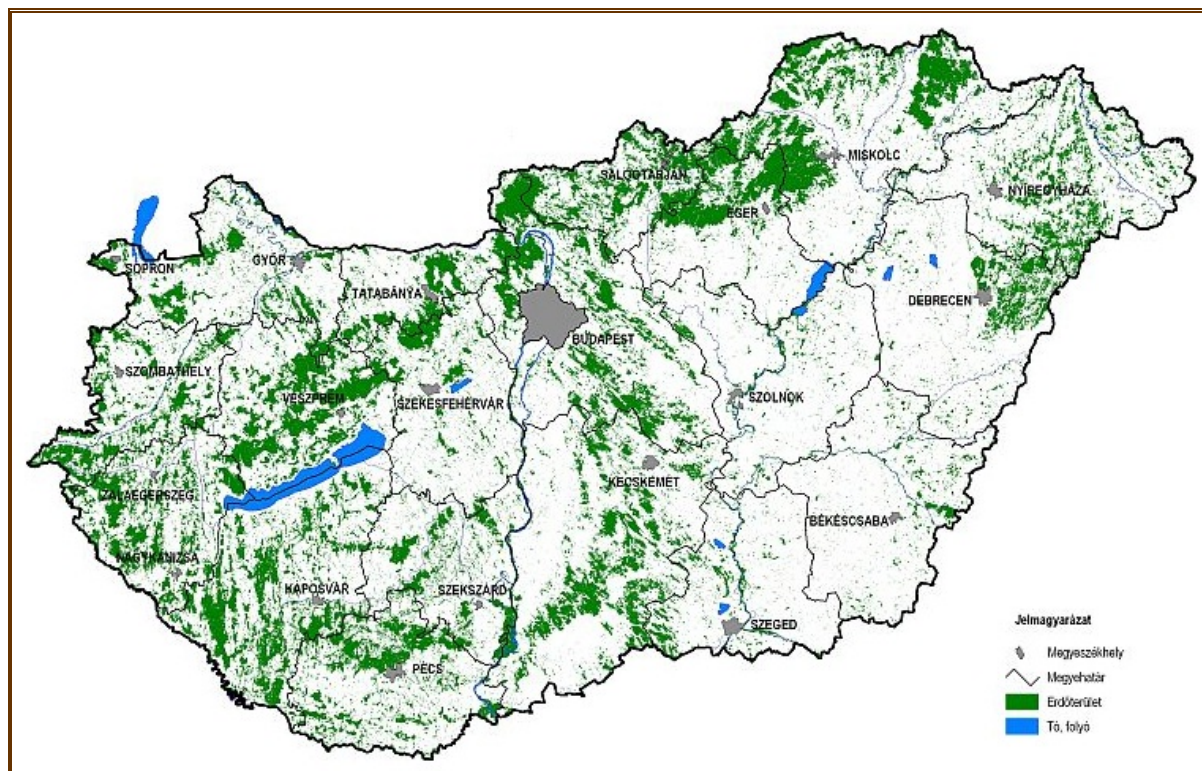 SALGÓTARJÁN
MISKOLC
NYÍREGYHÁZA
EGER
SOPRON
GYŐR
TATABÁNYA
DEBRECEN
BUDAPEST
SZOMBATHELY
VESZPRÉM
SZÉKESFEHÉRVÁR
SZOLNOK
KECSKEMÉT
ZALAEGERSZEG
BÉKÉSCSABA
NAGYKANIZSA
KAPOSVÁR
SZEKSZÁRD
SZEGED
PÉCS
Jelmagyarázat
Megyeszékhely
Megyehatár
Erdőterület
Tó, folyó